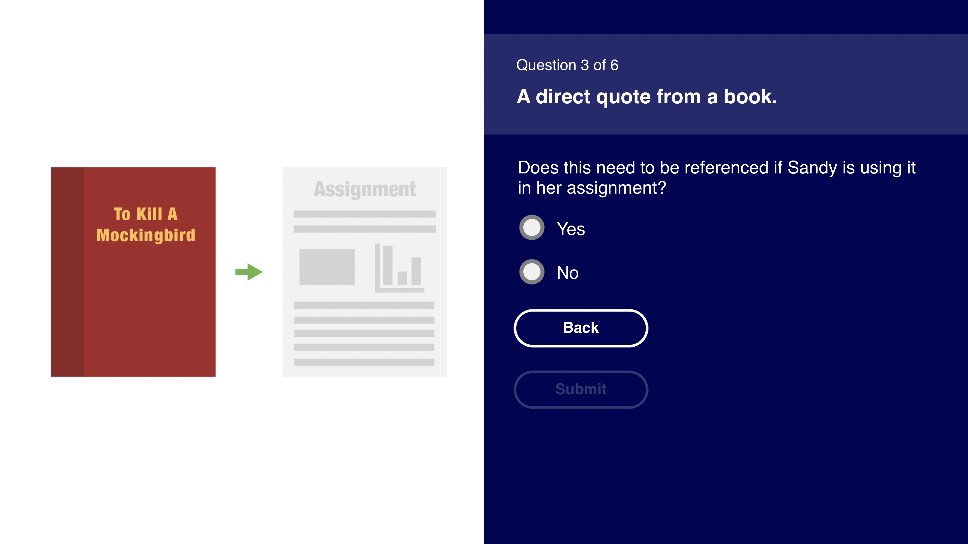 To Kill A
Mockingbird
Assignment
Question 3 of 6
A direct quote from a book.
Does this need to be referenced if Sandy is using it
in her assignment?
Yes
No
Back
Submit